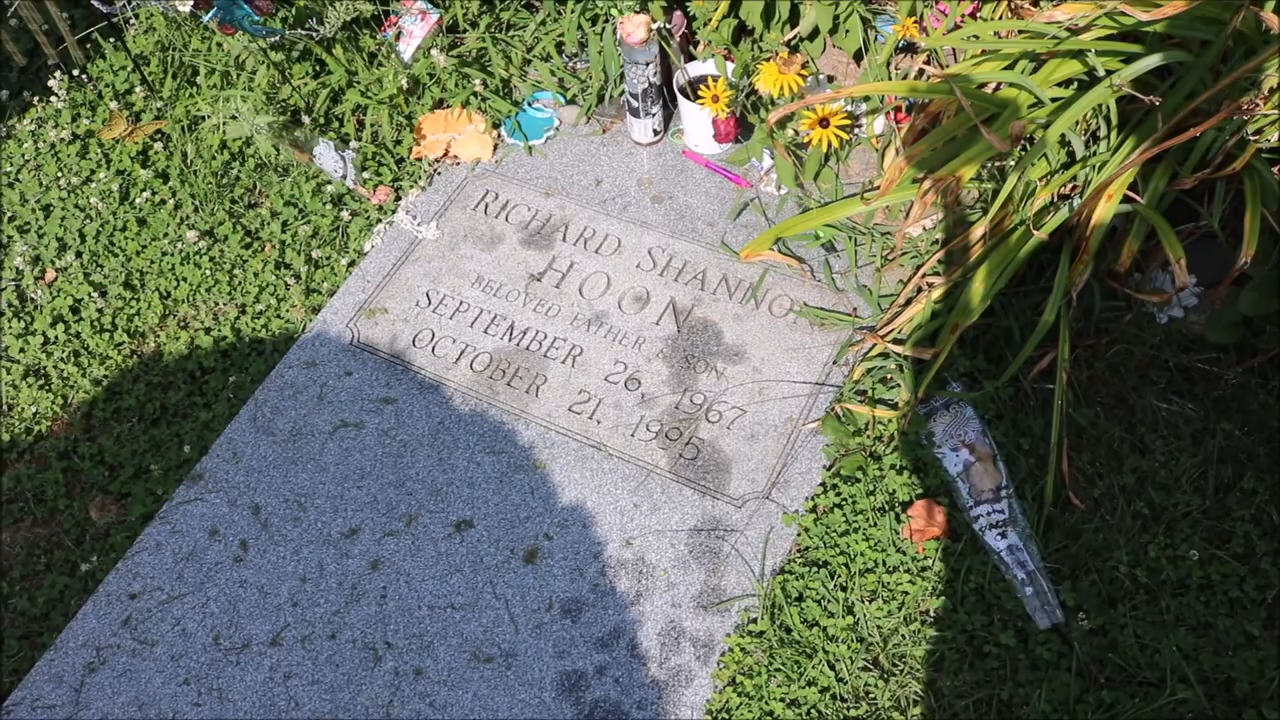 RICHARD SHANNON
HOON
BELOVED FATHER & SON
SEPTEMBER 26, 1967
OCTOBER 21, 1995